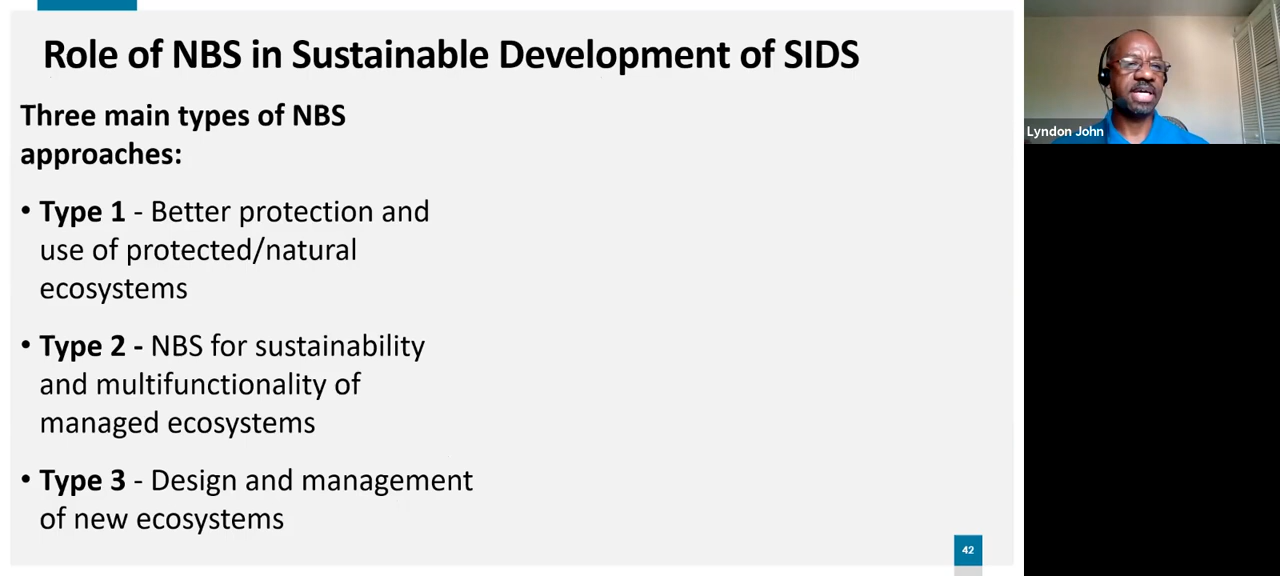 Role of NBS in Sustainable Development of SIDS
Three main types of NBS
approaches:
• Type 1 - Better protection and
use of protected/natural
ecosystems
• Type 2 - NBS for sustainability
and multifunctionality of
managed ecosystems
• Type 3 - Design and management
of new ecosystems
42
Lyndon John